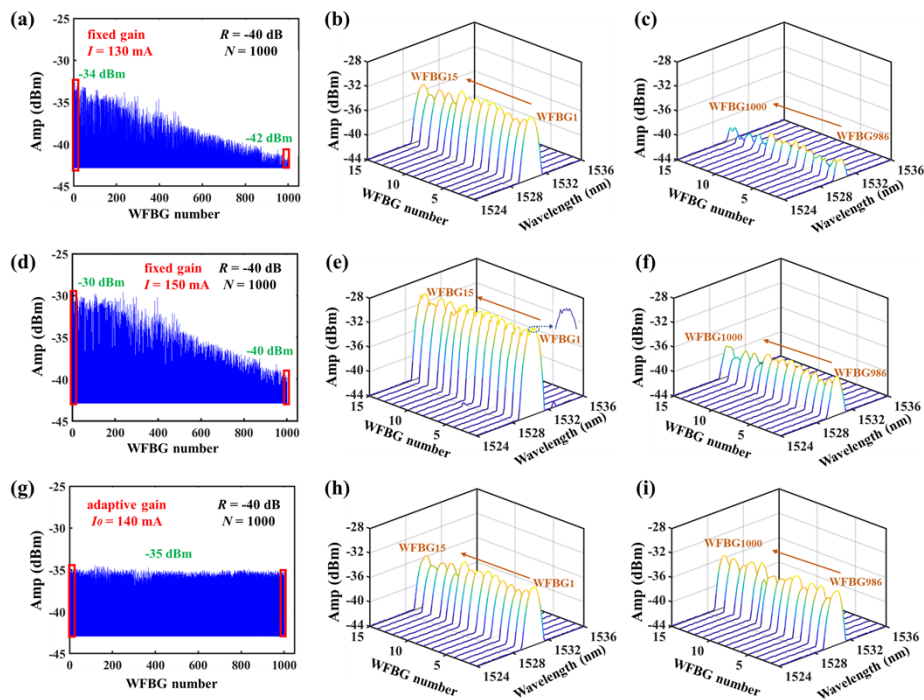 (a)
fixed gain
I = 130 mA
R = -40 dB
N = 1000
-34 dBm
-42 dBm
Amp (dBm)
-25
-30
-35
-40
-45
0 200 400 600 800 1000
WFBG number
(b)
WFBG15
WFBG1
Amp (dBm)
-28
-32
-36
-40
-44
15 10 5
WFBG number
1524 1528 1532 1536
Wavelength (nm)
(c)
WFBG1000
WFBG986
Amp (dBm)
-28
-32
-36
-40
-44
15 10 5
WFBG number
1524 1528 1532 1536
Wavelength (nm)
(d)
fixed gain
I = 150 mA
R = -40 dB
N = 1000
-30 dBm
-40 dBm
Amp (dBm)
-25
-30
-35
-40
-45
0 200 400 600 800 1000
WFBG number
(e)
WFBG15
WFBG1
Amp (dBm)
-28
-32
-36
-40
-44
15 10 5
WFBG number
1524 1528 1532 1536
Wavelength (nm)
(f)
WFBG1000
WFBG986
Amp (dBm)
-28
-32
-36
-40
-44
15 10 5
WFBG number
1524 1528 1532 1536
Wavelength (nm)
(g)
adaptive gain
I0 = 140 mA
R = -40 dB
N = 1000
-35 dBm
Amp (dBm)
-25
-30
-35
-40
-45
0 200 400 600 800 1000
WFBG number
(h)
WFBG15
WFBG1
Amp (dBm)
-28
-32
-36
-40
-44
15 10 5
WFBG number
1524 1528 1532 1536
Wavelength (nm)
(i)
WFBG1000
WFBG986
Amp (dBm)
-28
-32
-36
-40
-44
15 10 5
WFBG number
1524 1528 1532 1536
Wavelength (nm)